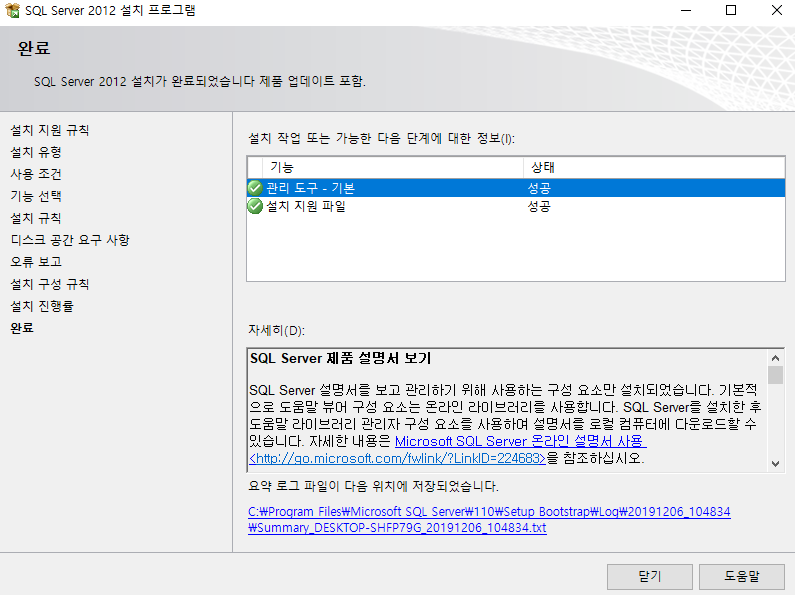 SQL Server 2012 설치 프로그램
완료
SQL Server 2012 설치가 완료되었습니다 제품 업데이트 포함.
설치 지원 규칙
설치 유형
사용 조건
기능 선택
설치 규칙
디스크 공간 요구 사항
오류 보고
설치 구성 규칙
설치 진행률
완료
설치 작업 또는 가능한 다음 단계에 대한 정보(I):
기능 상태
관리 도구 - 기본 성공
설치 지원 파일 성공
자세히(D):
SQL Server 제품 설명서 보기
SQL Server 설명서를 보고 관리하기 위해 사용하는 구성 요소만 설치되었습니다. 기본적
으로 도움말 뷰어 구성 요소는 온라인 라이브러리를 사용합니다. SQL Server를 설치한 후
도움말 라이브러리 관리자 구성 요소를 사용하여 설명서를 로컬 컴퓨터에 다운로드할 수
있습니다. 자세한 내용은 Microsoft SQL Server 온라인 설명서 사용
<http://go.microsoft.com/fwlink/?LinkID=224683>을 참조하십시오.
요약 로그 파일이 다음 위치에 저장되었습니다.
C:₩Program Files₩Microsoft SQL Server₩110₩Setup Bootstrap₩Log₩20191206_104834
₩Summary_DESKTOP-SHFP79G_20191206_104834.txt
닫기
도움말